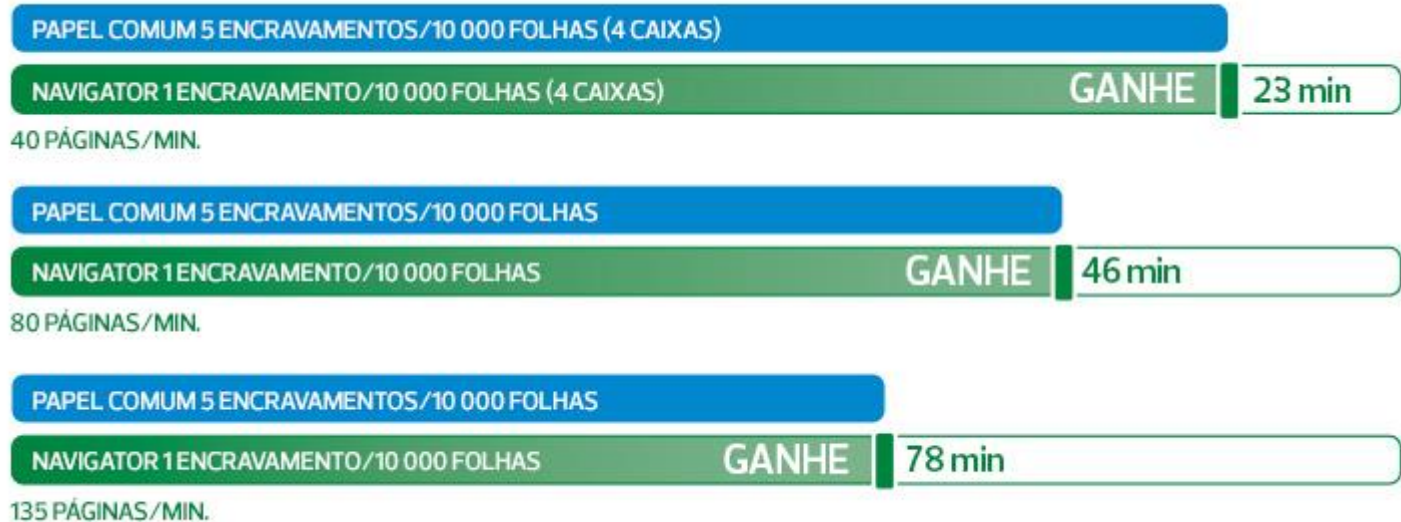 PAPEL COMUM 5 ENCRAVAMENTOS/10 000 FOLHAS (4 CAIXAS)
NAVIGATOR 1 ENCRAVAMENTO/10 000 FOLHAS (4 CAIXAS) GANHE 23 min
40 PÁGINAS/MIN.
PAPEL COMUM 5 ENCRAVAMENTOS/10 000 FOLHAS
NAVIGATOR 1 ENCRAVAMENTO/10 000 FOLHAS GANHE 46 min
80 PÁGINAS/MIN.
PAPEL COMUM 5 ENCRAVAMENTOS/10 000 FOLHAS
NAVIGATOR 1 ENCRAVAMENTO/10 000 FOLHAS GANHE 78 min
135 PÁGINAS/MIN.